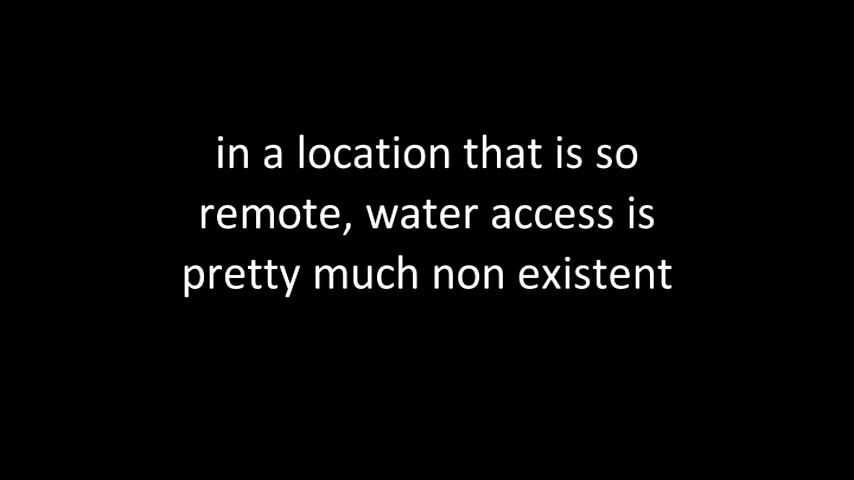 in a location that is so
remote, water access is
pretty much non existent